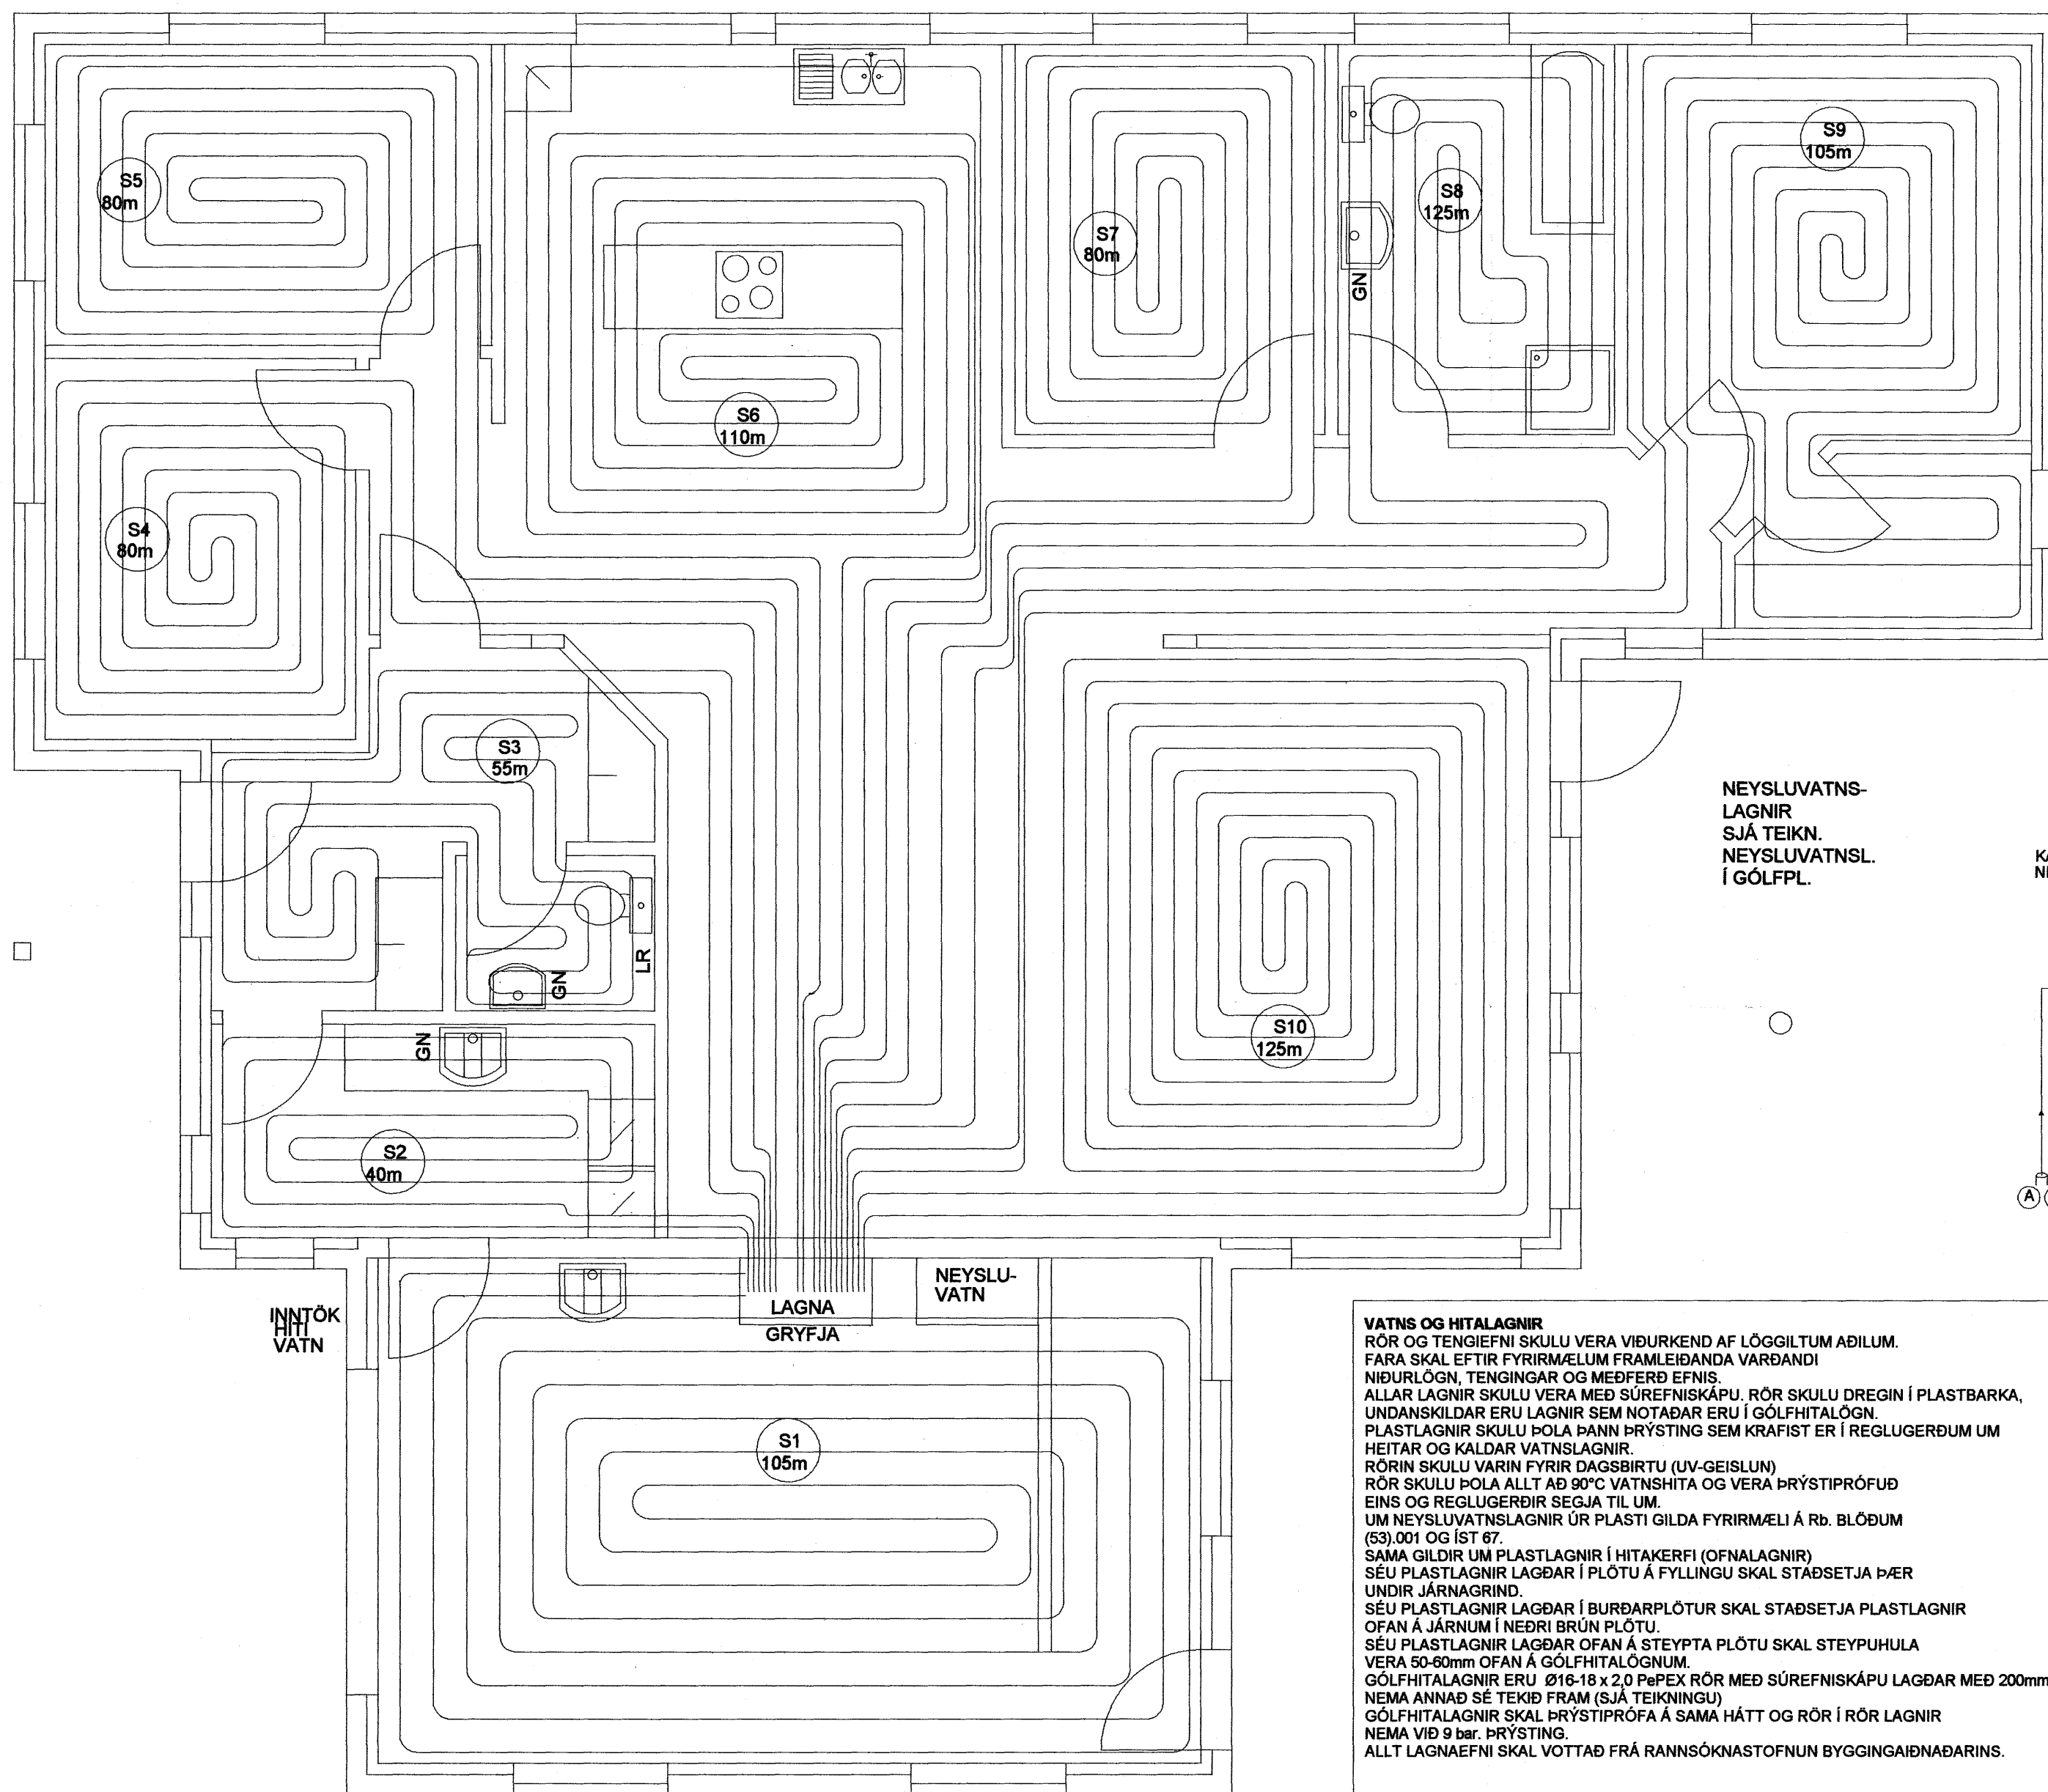 S5
80m
S6
110m
S7
80m
S8
125m
S9
105m
GN
S4
80m
S3
55m
GN
LR
GN
S2
40m
S10
125m
NEYSLUVATNS-
LAGNIR
SJÁ TEIKN.
NEYSLUVATNSL.
Í GÓLFPL.
A
INNTÖK
HITI
VATN
LAGNA
GRYFJA
NEYSLU-
VATN
S1
105m
VATNS OG HITALAGNIR
RÖR OG TENGIEFNI SKULU VERA VIÐURKEND AF LÖGGILTUM AÐILUM.
FARA SKAL EFTIR FYRIRMÆLUM FRAMLEIÐANDA VARÐANDI
NIÐURLÖGN, TENGINGAR OG MEÐFERÐ EFNIS.
ALLAR LAGNIR SKULU VERA MEÐ SÚREFNISKÁPU. RÖR SKULU DREGIN Í PLASTBARKA,
UNDANSKILDAR ERU LAGNIR SEM NOTAÐAR ERU Í GÓLFHITALÖGN.
PLASTLAGNIR SKULU ÞOLA ÞANN ÞRÝSTING SEM KRAFIST ER Í REGLUGERÐUM UM
HEITAR OG KALDAR VATNSLAGNIR.
RÖRIN SKULU VARIN FYRIR DAGSBIRTU (UV-GEISLUN)
RÖR SKULU ÞOLA ALLT AÐ 90°C VATNSHITA OG VERA ÞRÝSTIPRÓFUÐ
EINS OG REGLUGERÐIR SEGJA TIL UM.
UM NEYSLUVATNSLAGNIR ÚR PLASTI GILDA FYRIRMÆLI Á Rb. BLÖÐUM
(53).001 OG ÍST 67.
SAMA GILDIR UM PLASTLAGNIR Í HITAKERFI (OFNALAGNIR)
SÉU PLASTLAGNIR LAGÐAR Í PLÖTU Á FYLLINGU SKAL STAÐSETJA ÞÆR
UNDIR JÁRNAGRIND.
SÉU PLASTLAGNIR LAGÐAR Í BURÐARPLÖTUR SKAL STAÐSETJA PLASTLAGNIR
OFAN Á JÁRNUM Í NEÐRI BRÚN PLÖTU.
SÉU PLASTLAGNIR LAGÐAR OFAN Á STEYPTA PLÖTU SKAL STEYPUHULA
VERA 50-60mm OFAN Á GÓLFHITALÖGNUM.
GÓLFHITALAGNIR ERU Ø16-18 x 2,0 PePEX RÖR MEÐ SÚREFNISKÁPU LAGÐAR MEÐ 200mm
NEMA ANNAÐ SÉ TEKIÐ FRAM (SJÁ TEIKNINGU)
GÓLFHITALAGNIR SKAL ÞRÝSTIPRÓFA Á SAMA HÁTT OG RÖR Í RÖR LAGNIR
NEMA VIÐ 9 bar. ÞRÝSTING.
ALLT LAGNAEFNI SKAL VOTTAÐ FRÁ RANNSÓKNASTOFNUN BYGGINGAIÐNAÐARINS.